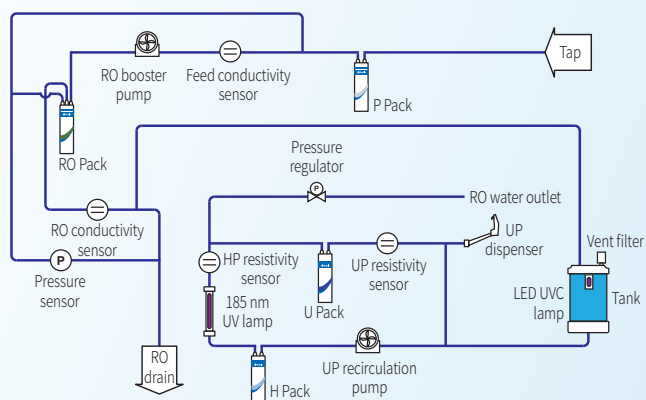 Tap
RO booster
pump
Feed conductivity
sensor
P Pack
RO Pack
Pressure
regulator
P
RO water outlet
RO conductivity
sensor
P
Pressure
sensor
HP resistivity
sensor
UP resistivity
sensor
UP
dispenser
Vent filter
185 nm
UV lamp
U Pack
LED UVC
lamp
Tank
RO
drain
H Pack
UP recirculation
pump